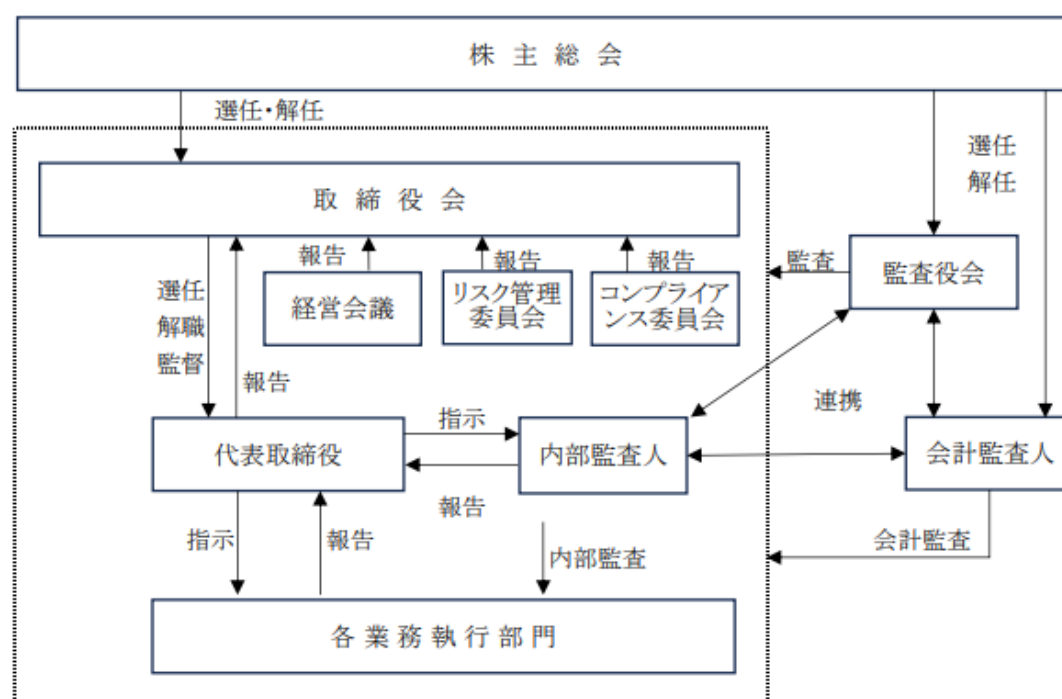 株主総会
選任・解任
選任
解任
取締役会
監査役会
監査
報告
報告
報告
経営会議
リスク管理
委員会
コンプライア
ンス委員会
選任
解職
監督
報告
連携
代表取締役
指示
内部監査人
会計監査人
報告
指示
報告
内部監査
会計監査
各業務執行部門